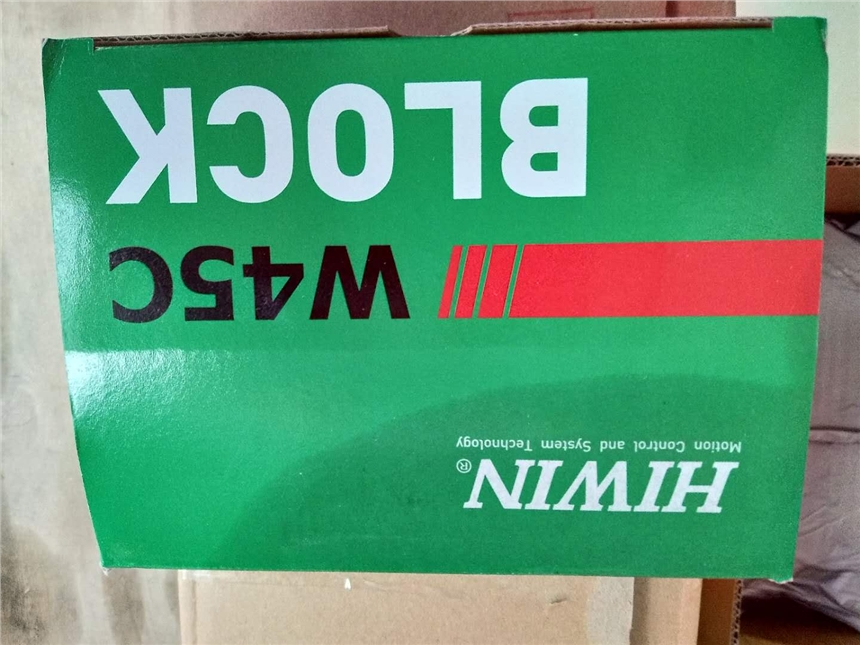 HIWIN®
Motion Control and System Technology
W45C
BLOCK